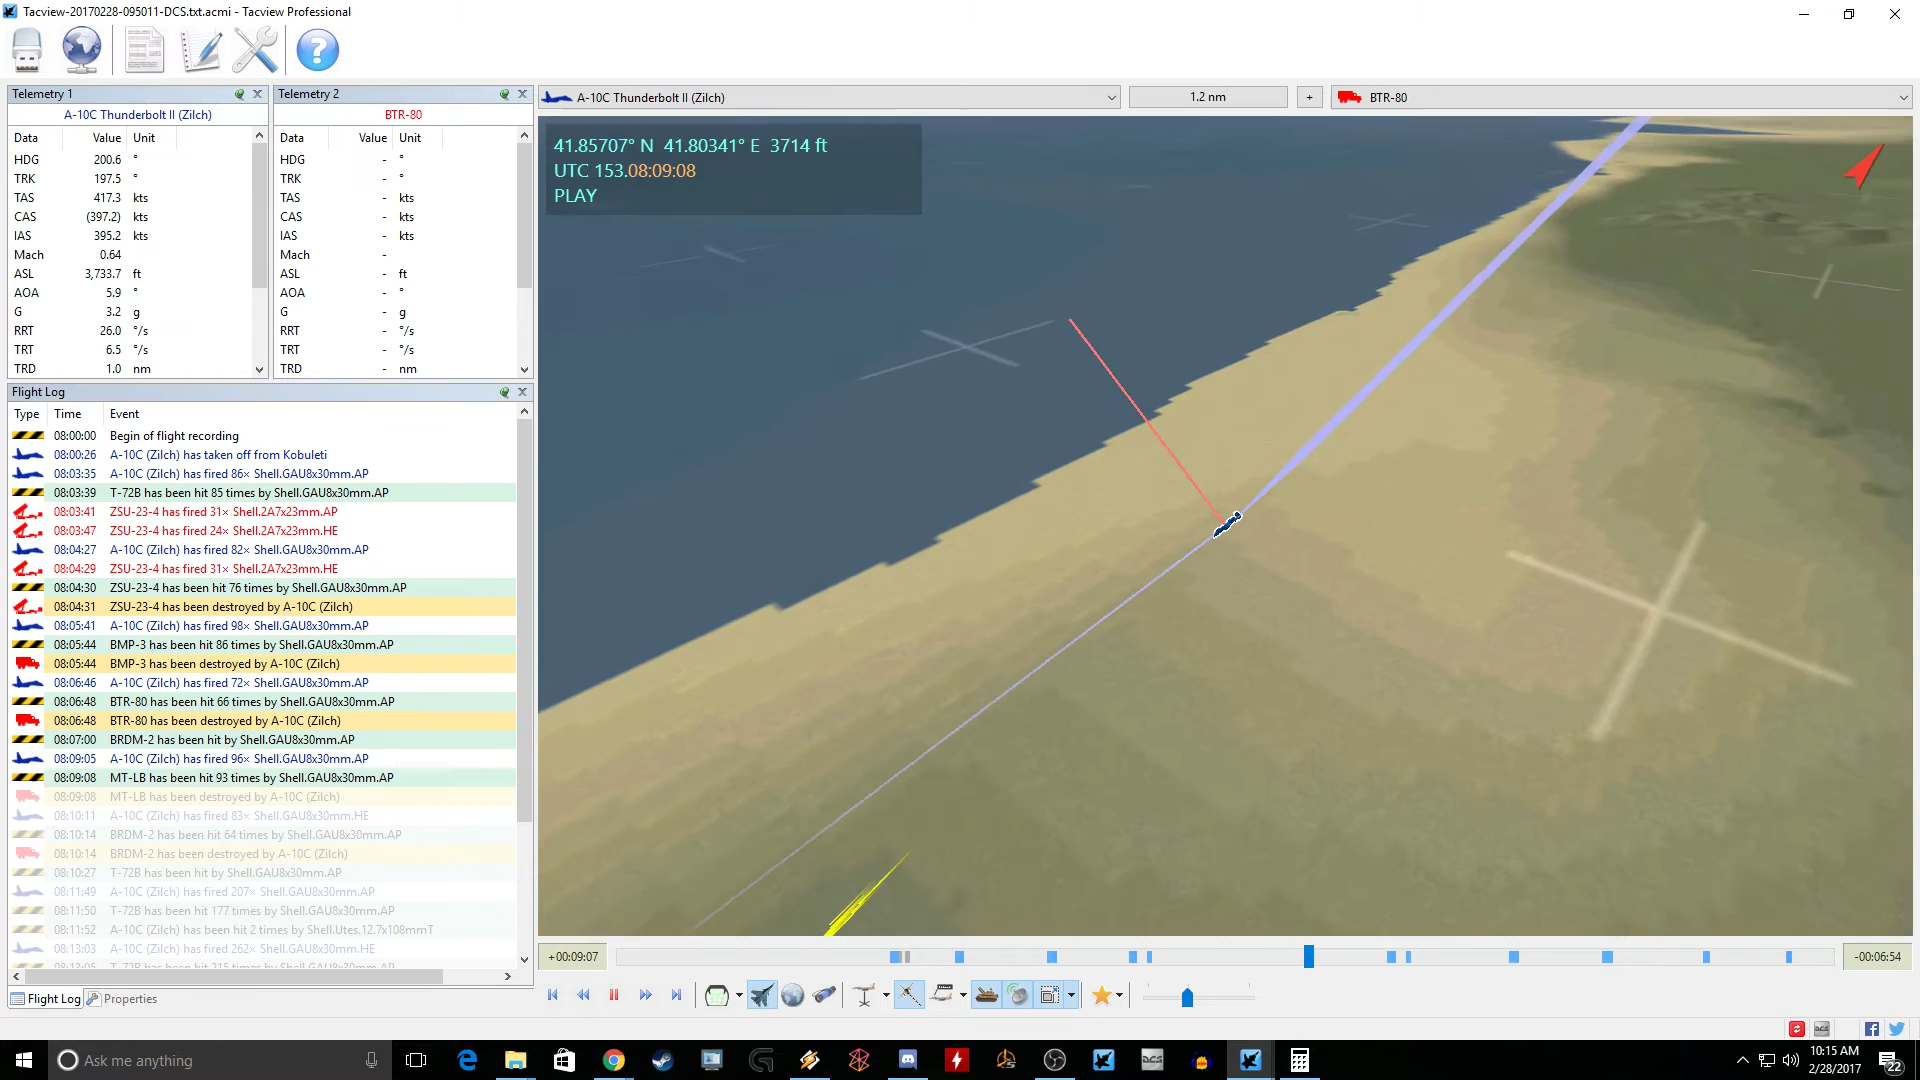 Tacview-20170228-095011-DCS.txt.acmi - Tacview Professional
Telemetry 1
A-10C Thunderbolt II (Zilch)
Data Value Unit
HDG 200.6 °
TRK 197.5 °
TAS 417.3 kts
CAS (397.2) kts
IAS 395.2 kts
Mach 0.64
ASL 3,733.7 ft
AOA 5.9 °
G 3.2 g
RRT 26.0 °/s
TRT 6.5 °/s
TRD 1.0 nm
Telemetry 2
BTR-80
Data Value Unit
HDG - °
TRK - °
TAS - kts
CAS - kts
IAS - kts
Mach -
ASL - ft
AOA - °
G - g
RRT - °/s
TRT - °/s
TRD - nm
A-10C Thunderbolt II (Zilch)
1.2 nm
+
BTR-80
41.85707° N 41.80341° E 3714 ft
UTC 153.08:09:08
PLAY
Flight Log
Type Time Event
08:00:00 Begin of flight recording
08:00:26 A-10C (Zilch) has taken off from Kobuleti
08:03:35 A-10C (Zilch) has fired 86× Shell.GAU8x30mm.AP
08:03:39 T-72B has been hit 85 times by Shell.GAU8x30mm.AP
08:03:41 ZSU-23-4 has fired 31× Shell.2A7x23mm.AP
08:03:47 ZSU-23-4 has fired 24× Shell.2A7x23mm.HE
08:04:27 A-10C (Zilch) has fired 82× Shell.GAU8x30mm.AP
08:04:29 ZSU-23-4 has fired 31× Shell.2A7x23mm.HE
08:04:30 ZSU-23-4 has been hit 76 times by Shell.GAU8x30mm.AP
08:04:31 ZSU-23-4 has been destroyed by A-10C (Zilch)
08:05:41 A-10C (Zilch) has fired 98× Shell.GAU8x30mm.AP
08:05:44 BMP-3 has been hit 86 times by Shell.GAU8x30mm.AP
08:05:44 BMP-3 has been destroyed by A-10C (Zilch)
08:06:46 A-10C (Zilch) has fired 72× Shell.GAU8x30mm.AP
08:06:48 BTR-80 has been hit 66 times by Shell.GAU8x30mm.AP
08:06:48 BTR-80 has been destroyed by A-10C (Zilch)
08:07:00 BRDM-2 has been hit by Shell.GAU8x30mm.AP
08:09:05 A-10C (Zilch) has fired 96× Shell.GAU8x30mm.AP
08:09:08 MT-LB has been hit 93 times by Shell.GAU8x30mm.AP
08:09:08 MT-LB has been destroyed by A-10C (Zilch)
08:10:11 A-10C (Zilch) has fired 83× Shell.GAU8x30mm.HE
08:10:14 BRDM-2 has been hit 64 times by Shell.GAU8x30mm.AP
08:10:14 BRDM-2 has been destroyed by A-10C (Zilch)
08:10:27 T-72B has been hit by Shell.GAU8x30mm.AP
08:11:49 A-10C (Zilch) has fired 207× Shell.GAU8x30mm.AP
08:11:50 T-72B has been hit 177 times by Shell.GAU8x30mm.AP
08:11:52 A-10C (Zilch) has been hit 2 times by Shell.Utes.12.7x108mmT
08:13:03 A-10C (Zilch) has fired 262× Shell.GAU8x30mm.HE
08:13:05 T-72B has been hit 215 times by Shell.GAU8x30mm.AP
+00:09:07
-00:06:54
Flight Log
Properties
Ask me anything
DCS
10:15 AM
2/28/2017
22